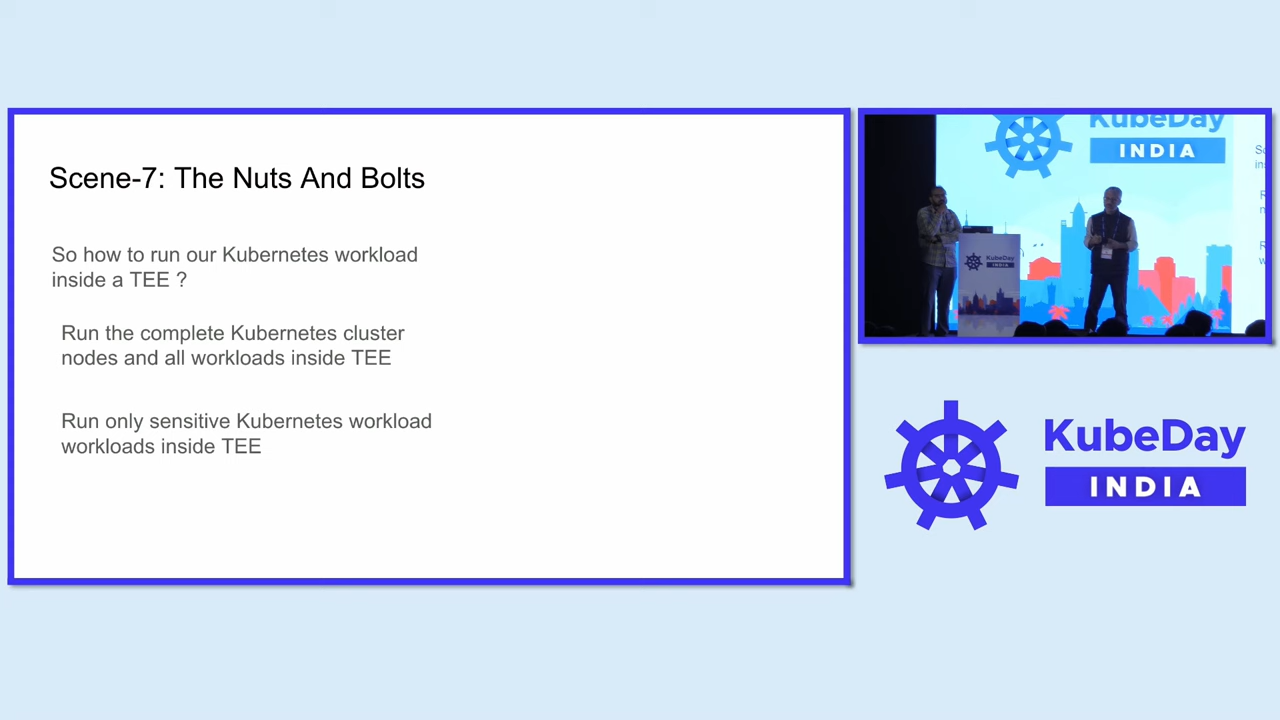 Scene-7: The Nuts And Bolts
So how to run our Kubernetes workload
inside a TEE ?
Run the complete Kubernetes cluster
nodes and all workloads inside TEE
Run only sensitive Kubernetes workload
workloads inside TEE
KubeDay
INDIA
KubeDay
INDIA
KubeDay
INDIA